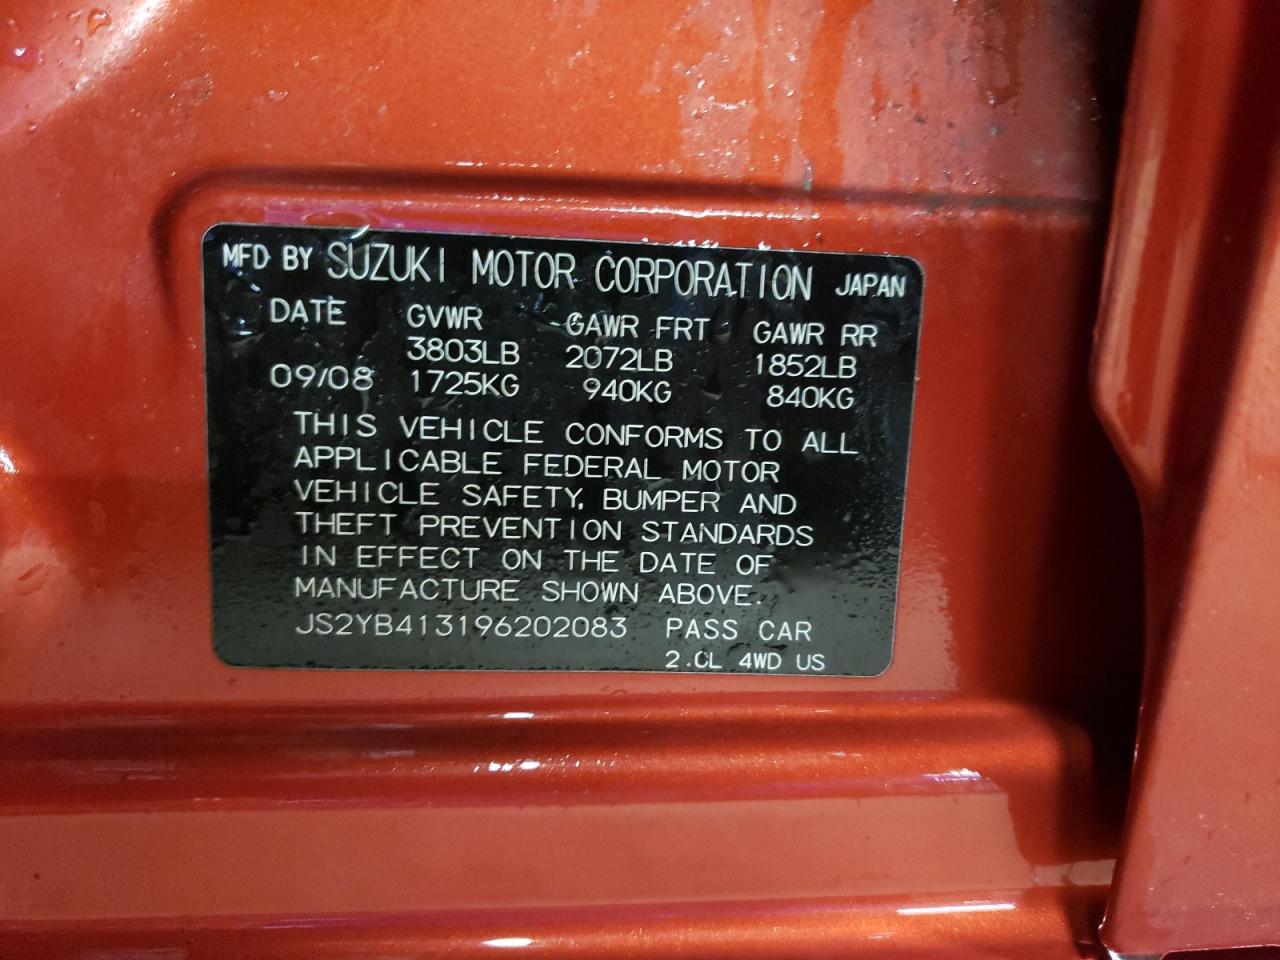 MFD BY SUZUKI MOTOR CORPORATION JAPAN
DATE GVWR GAWR FRT GAWR RR
3803LB 2072LB 1852LB
09/08 1725KG 940KG 840KG
THIS VEHICLE CONFORMS TO ALL
APPLICABLE FEDERAL MOTOR
VEHICLE SAFETY, BUMPER AND
THEFT PREVENTION STANDARDS
IN EFFECT ON THE DATE OF
MANUFACTURE SHOWN ABOVE.
JS2YB413196202083 PASS CAR
2.0L 4WD US